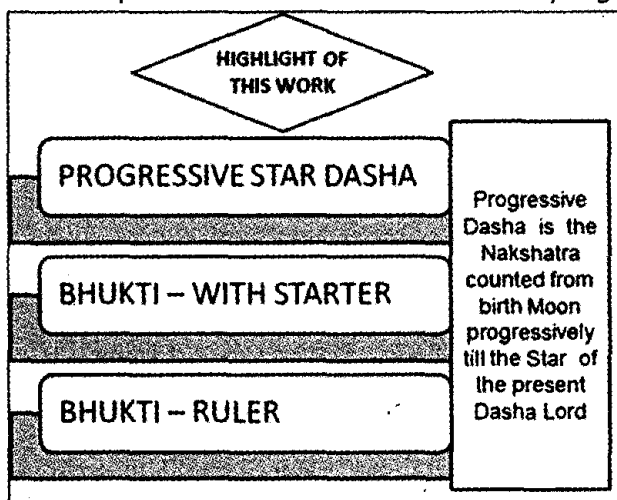 HIGHLIGHT OF
THIS WORK
PROGRESSIVE STAR DASHA
BHUKTI – WITH STARTER
BHUKTI – RULER
Progressive
Dasha is the
Nakshatra
counted from
birth Moon
progressively
till the Star of
the present
Dasha Lord